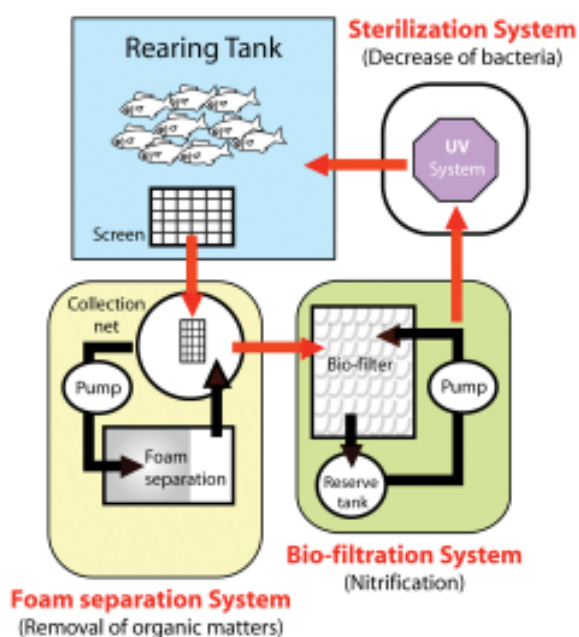 Rearing Tank
Screen
Sterilization System
(Decrease of bacteria)
UV
System
Collection
net
Pump
Foam
separation
Bio-filter
Pump
Reserve
tank
Foam separation System
(Removal of organic matters)
Bio-filtration System
(Nitrification)